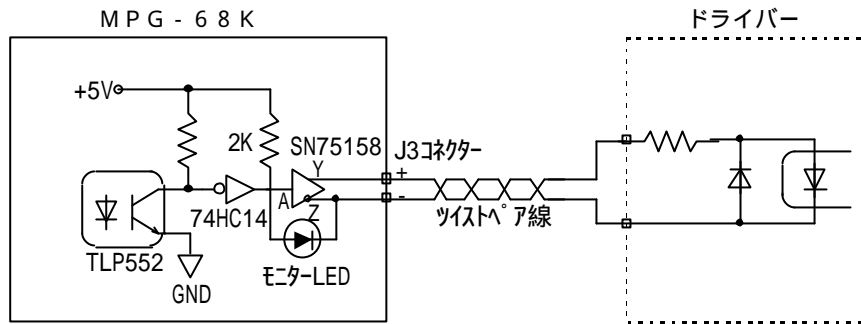 ＭＰＧ－６８Ｋ
ドライバー
+5V
2K
SN75158
Y
J3コネクター
+
-
A
Z
74HC14
ツイストペア線
TLP552
GND
モニターLED